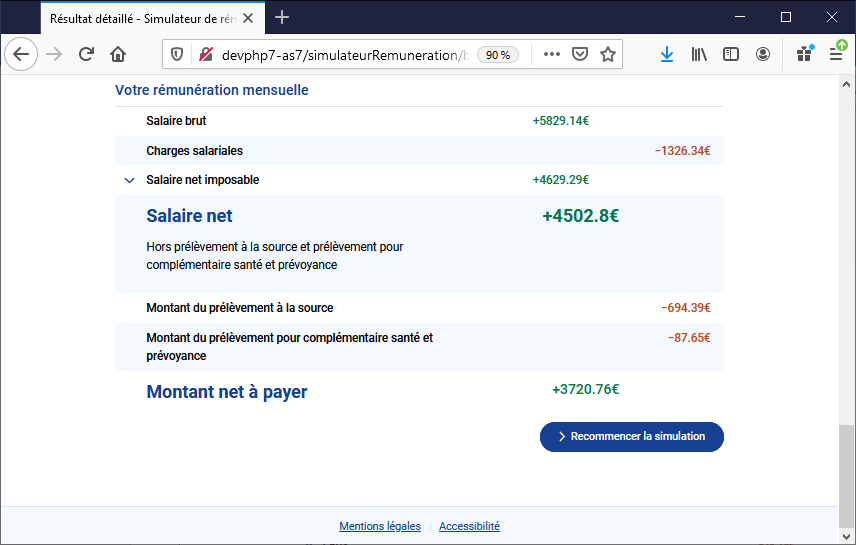 Résultat détaillé - Simulateur de rén
devphp7-as7/simulateurRemuneration/b
90 %
Votre rémunération mensuelle
Salaire brut +5829.14€
Charges salariales −1326.34€
Salaire net imposable +4629.29€
Salaire net +4502.8€
Hors prélèvement à la source et prélèvement pour
complémentaire santé et prévoyance
Montant du prélèvement à la source −694.39€
Montant du prélèvement pour complémentaire santé et −87.65€
prévoyance
Montant net à payer +3720.76€
Recommencer la simulation
Mentions légales Accessibilité